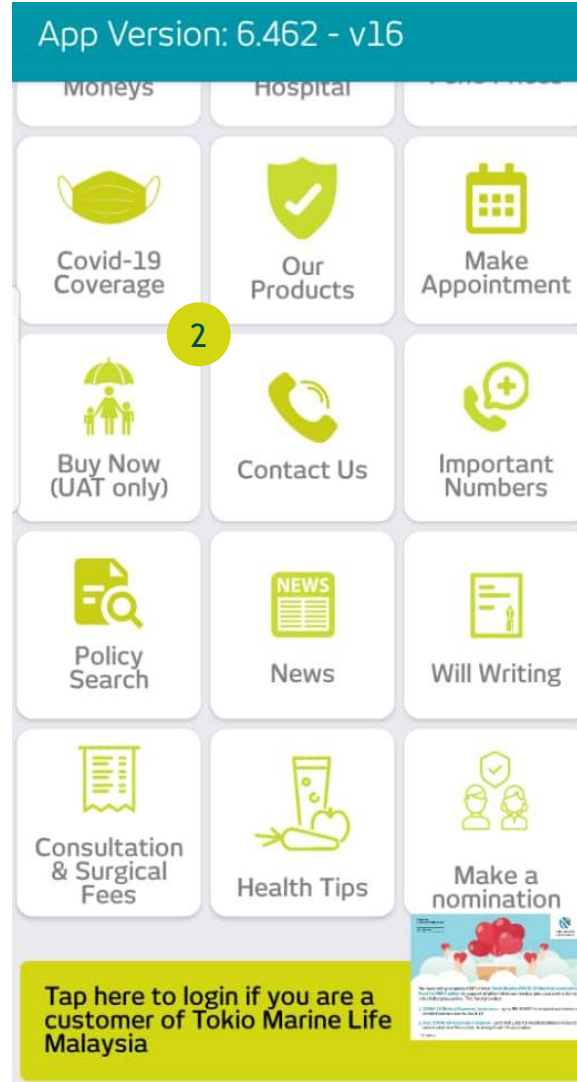 App Version: 6.462 - v16
Moneys
Hospital
Covid-19
Coverage
Our
Products
Make
Appointment
2
Buy Now
(UAT only)
Contact Us
Important
Numbers
Policy
Search
NEWS
News
Will Writing
Consultation
& Surgical
Fees
Health Tips
Make a
nomination
Tap here to login if you are a
customer of Tokio Marine Life
Malaysia